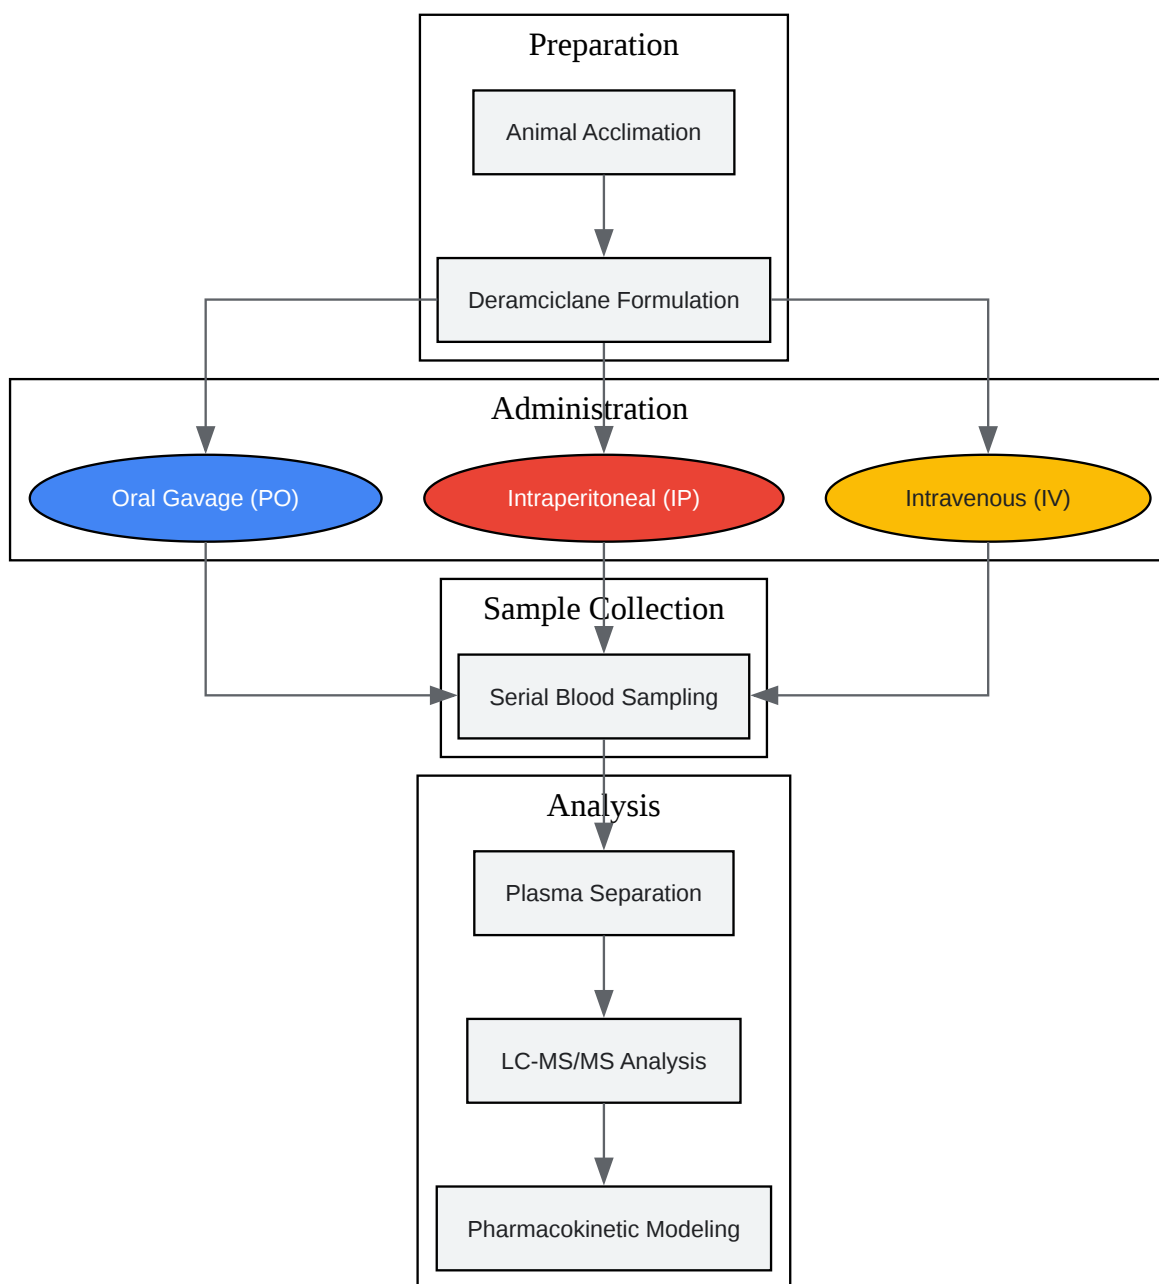 Preparation
Animal Acclimation
Deramciclane Formulation
Administration
Oral Gavage (PO)
Intraperitoneal (IP)
Intravenous (IV)
Sample Collection
Serial Blood Sampling
Analysis
Plasma Separation
LC-MS/MS Analysis
Pharmacokinetic Modeling